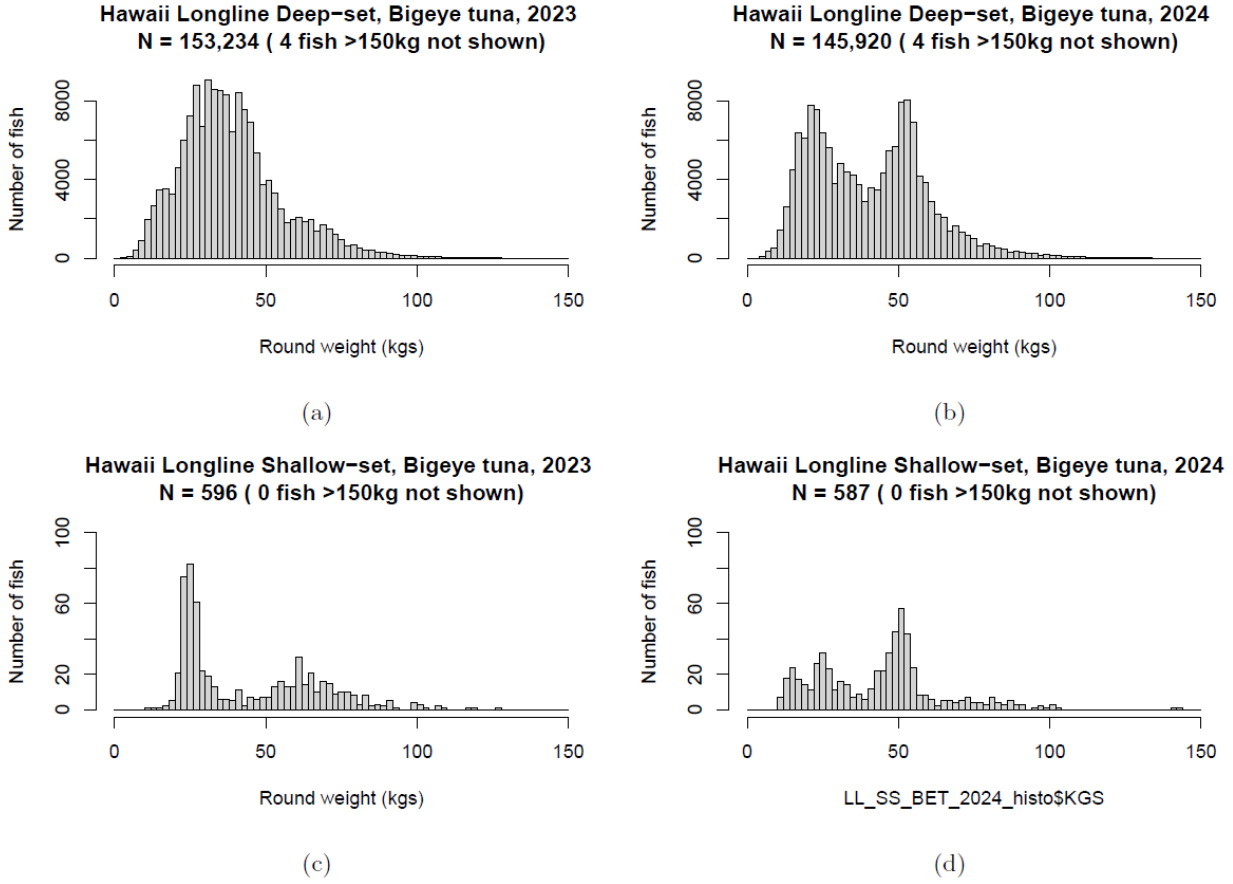 Hawaii Longline Deep−set, Bigeye tuna, 2023
N = 153,234 ( 4 fish >150kg not shown)
Number of fish
8000
4000
0
0 50 100 150
Round weight (kgs)
(a)
Hawaii Longline Deep−set, Bigeye tuna, 2024
N = 145,920 ( 4 fish >150kg not shown)
Number of fish
8000
4000
0
0 50 100 150
Round weight (kgs)
(b)
Hawaii Longline Shallow−set, Bigeye tuna, 2023
N = 596 ( 0 fish >150kg not shown)
Number of fish
100
60
20
0
0 50 100 150
Round weight (kgs)
(c)
Hawaii Longline Shallow−set, Bigeye tuna, 2024
N = 587 ( 0 fish >150kg not shown)
Number of fish
100
60
20
0
0 50 100 150
LL_SS_BET_2024_histo$KGS
(d)